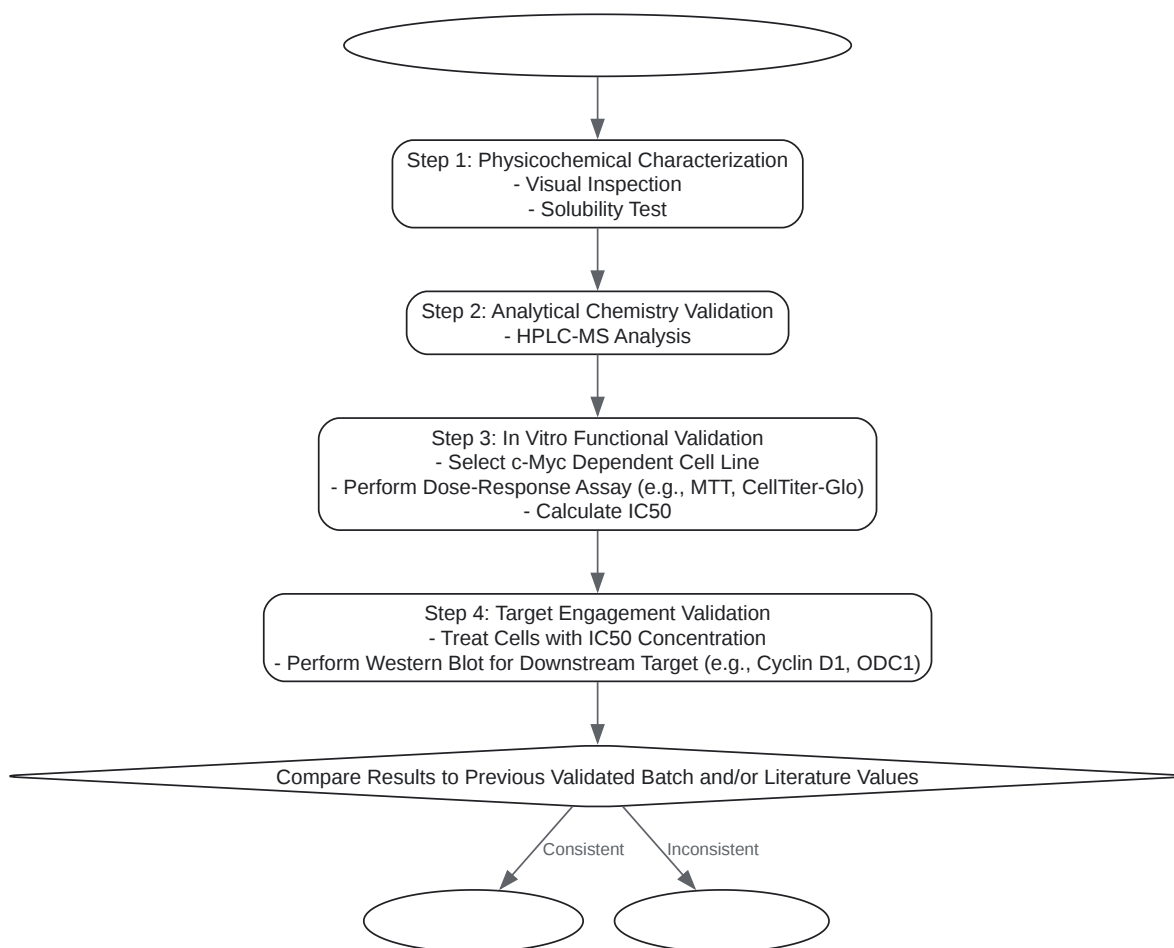 Step 1: Physicochemical Characterization
- Visual Inspection
- Solubility Test
Step 2: Analytical Chemistry Validation
- HPLC-MS Analysis
Step 3: In Vitro Functional Validation
- Select c-Myc Dependent Cell Line
- Perform Dose-Response Assay (e.g., MTT, CellTiter-Glo)
- Calculate IC50
Step 4: Target Engagement Validation
- Treat Cells with IC50 Concentration
- Perform Western Blot for Downstream Target (e.g., Cyclin D1, ODC1)
Compare Results to Previous Validated Batch and/or Literature Values
Consistent
Inconsistent